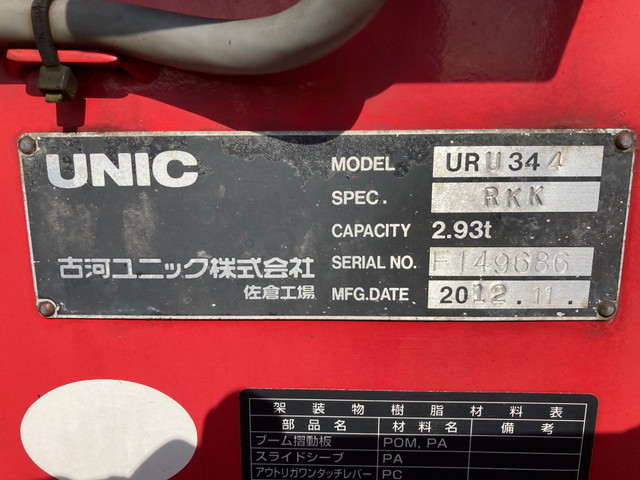 UNIC
MODEL URU344
SPEC. RKK
CAPACITY 2.93t
古河ユニック株式会社 SERIAL NO. F149686
佐倉工場 MFG.DATE 2012.11.
架装物樹脂材料表
部品名 材料名 備考
ブーム摺動板 POM, PA
スライドシーブ PA
アウトリガワンタッチレバー PC